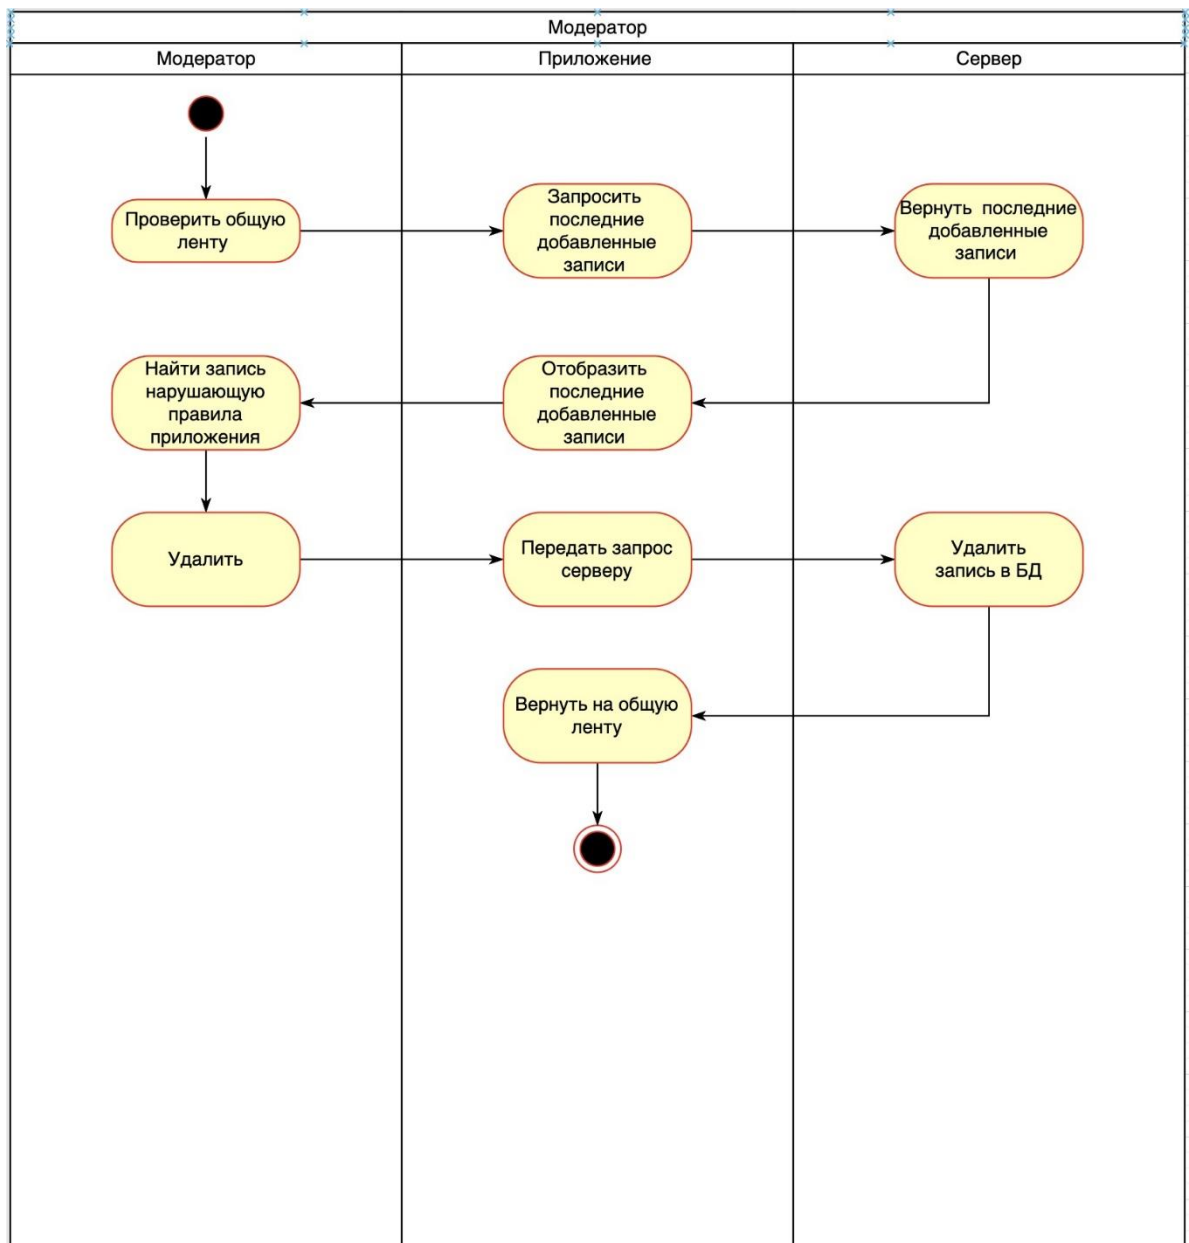 Модератор
Модератор
Приложение
Сервер
Проверить общую
ленту
Запросить
последние
добавленные
записи
Вернуть  последние
добавленные
записи
Найти запись
нарушающую
правила
приложения
Отобразить
последние
добавленные
записи
Удалить
Передать запрос
серверу
Удалить
запись в БД
Вернуть на общую
ленту